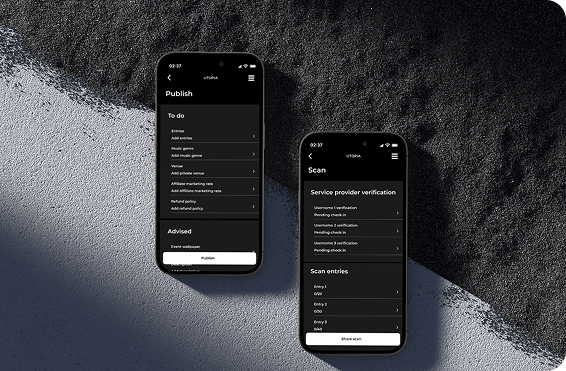 02:37
UTOPIA
Publish
To do
Entries
Add entries
Music genre
Add music genre
Venue
Add private venue
Affiliate marketing rate
Add Affiliate marketing rate
Refund policy
Add refund policy
Advised
Event wallpaper
Publish
02:37
UTOPIA
Scan
Service provider verification
Username 1 verification
Pending check in
Username 2 verification
Pending check in
Username 3 verification
Pending check in
Scan entries
Entry 1
0/20
Entry 2
0/30
Entry 3
0/40
Share scan